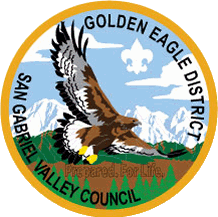 GOLDEN EAGLE DISTRICT
Prepared. For Life.
SAN GABRIEL VALLEY COUNCIL